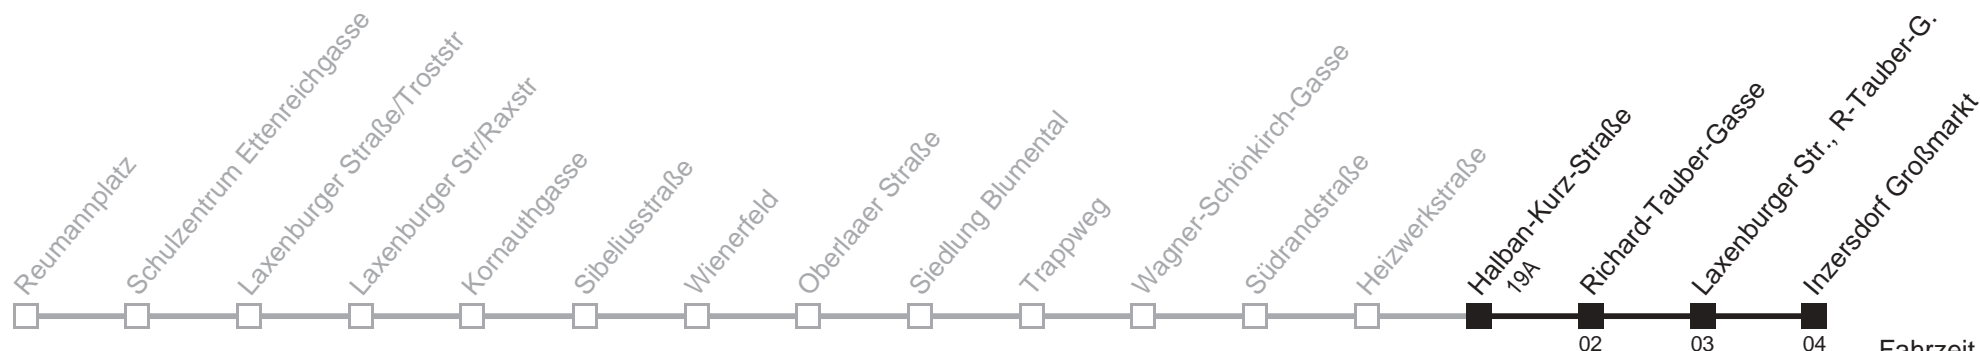 Reumannplatz
Schulzentrum Ettenreichgasse
Laxenburger Straße/Troststr
Laxenburger Str/Raxstr
Kornauthgasse
Sibeliusstraße
Wienerfeld
Oberlaaer Straße
Siedlung Blumental
Trappweg
Wagner-Schönkirch-Gasse
Südrandstraße
Heizwerkstraße
Halban-Kurz-Straße
19A
Richard-Tauber-Gasse
Laxenburger Str., R-Tauber-G.
Inzersdorf Großmarkt
02
03
04
Fahrzeit